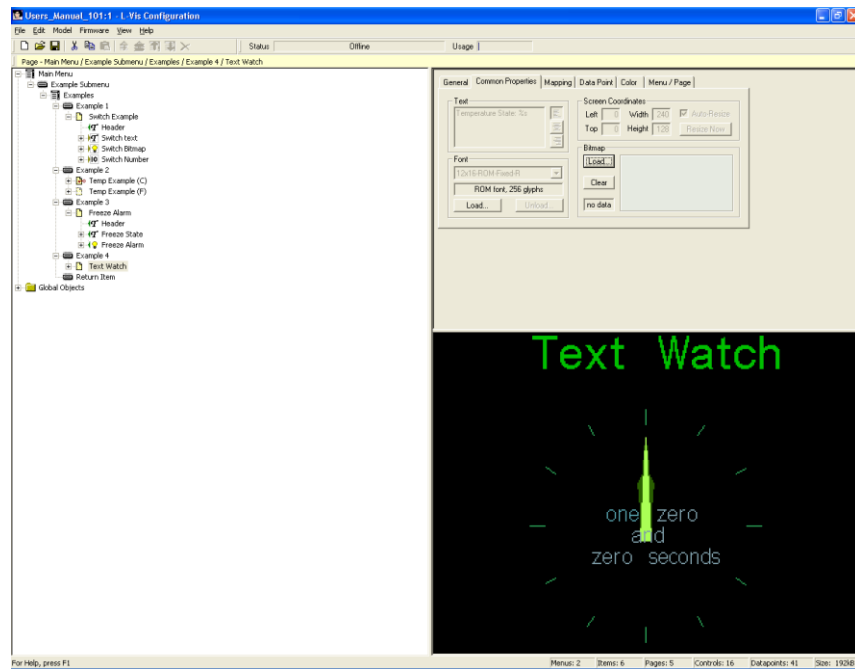 Users_Manual_101:1 - L-Vis Configuration
File Edit Model Firmware View Help
Status Offline Usage
Page - Main Menu / Example Submenu / Examples / Example 4 / Text Watch
Main Menu
Example Submenu
Examples
Example 1
Switch Example
Header
Switch text
Switch Bitmap
Switch Number
Example 2
Temp Example (C)
Temp Example (F)
Example 3
Freeze Alarm
Header
Freeze State
Freeze Alarm
Example 4
Text Watch
Return Item
Global Objects
General Common Properties Mapping Data Point Color Menu / Page
Text
Temperature State: %s
Screen Coordinates
Left 0 Width 240 Auto-Resize
Top 0 Height 128 Resize Now
Font
12x16-ROM-Fixed-R
ROM font, 256 glyphs
Load... Unload...
Bitmap
Load...
Clear
no data
Text Watch
one zero
and
zero seconds
For Help, press F1
Menus: 2 Items: 6 Pages: 5 Controls: 16 Datapoints: 41 Size: 192kB